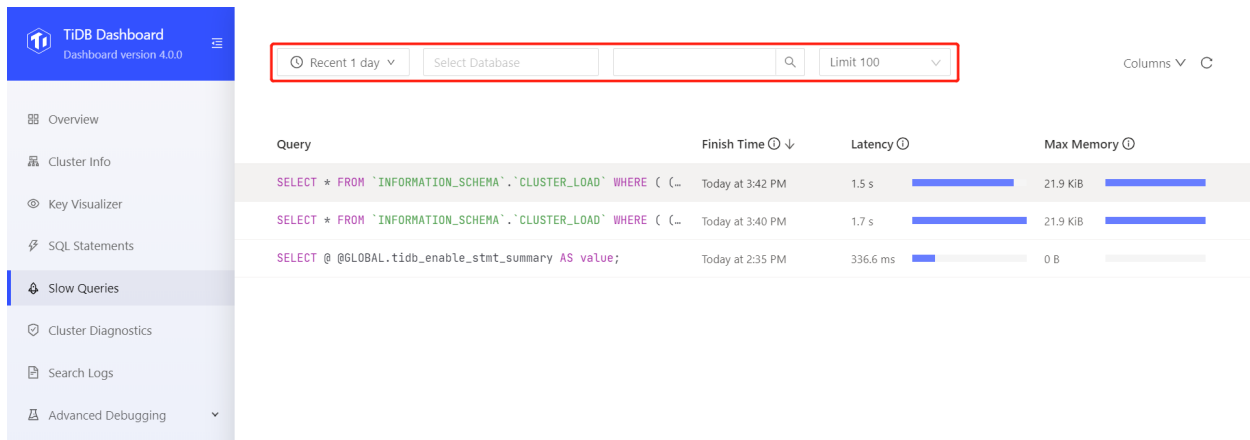 TiDB Dashboard
Dashboard version 4.0.0
Overview
Cluster Info
Key Visualizer
SQL Statements
Slow Queries
Cluster Diagnostics
Search Logs
Advanced Debugging
Recent 1 day Select Database Limit 100 Columns
Query Finish Time Latency Max Memory
SELECT * FROM `INFORMATION_SCHEMA`.`CLUSTER_LOAD` WHERE ( (… Today at 3:42 PM 1.5 s 21.9 KiB
SELECT * FROM `INFORMATION_SCHEMA`.`CLUSTER_LOAD` WHERE ( (… Today at 3:40 PM 1.7 s 21.9 KiB
SELECT @ @GLOBAL.tidb_enable_stmt_summary AS value; Today at 2:35 PM 336.6 ms 0 B